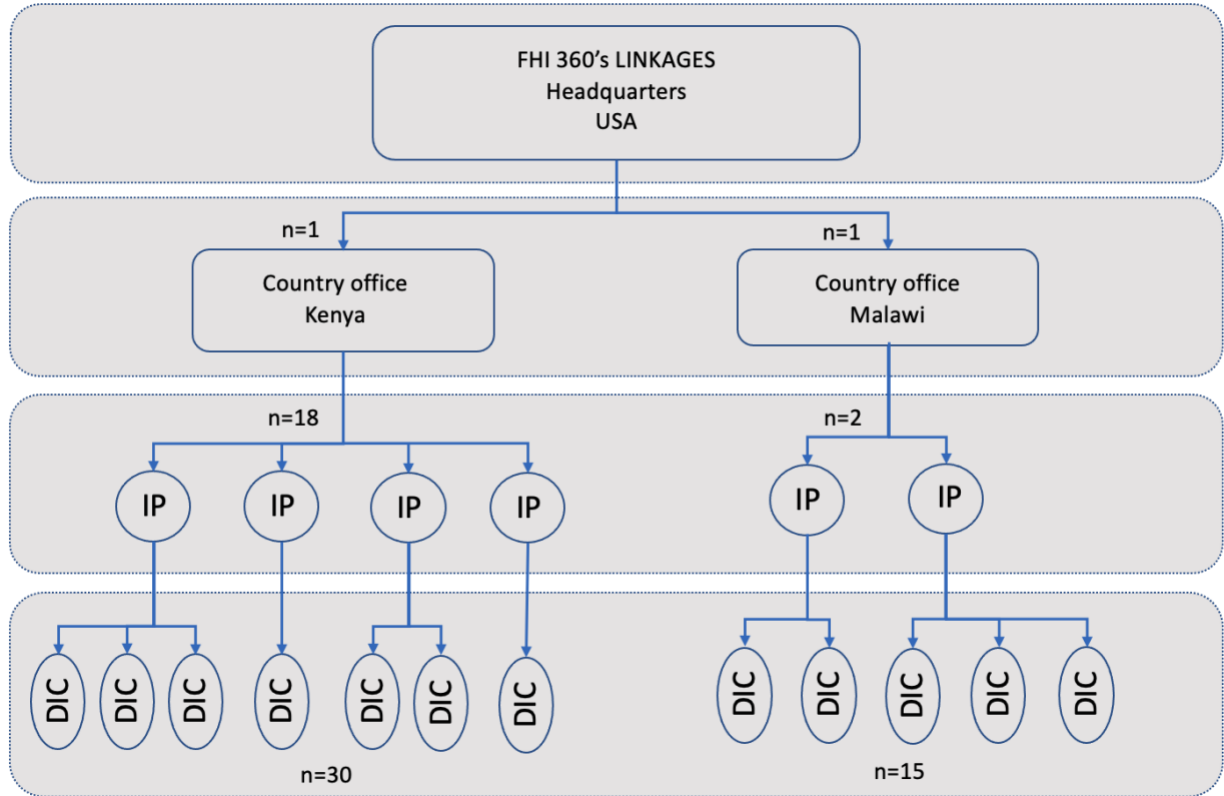 FHI 360's LINKAGES
Headquarters
USA
n=1
n=1
Country office
Kenya
Country office
Malawi
n=18
n=2
IP
IP
IP
IP
IP
IP
DIC
DIC
DIC
DIC
DIC
DIC
DIC
DIC
DIC
DIC
DIC
DIC
n=30
n=15